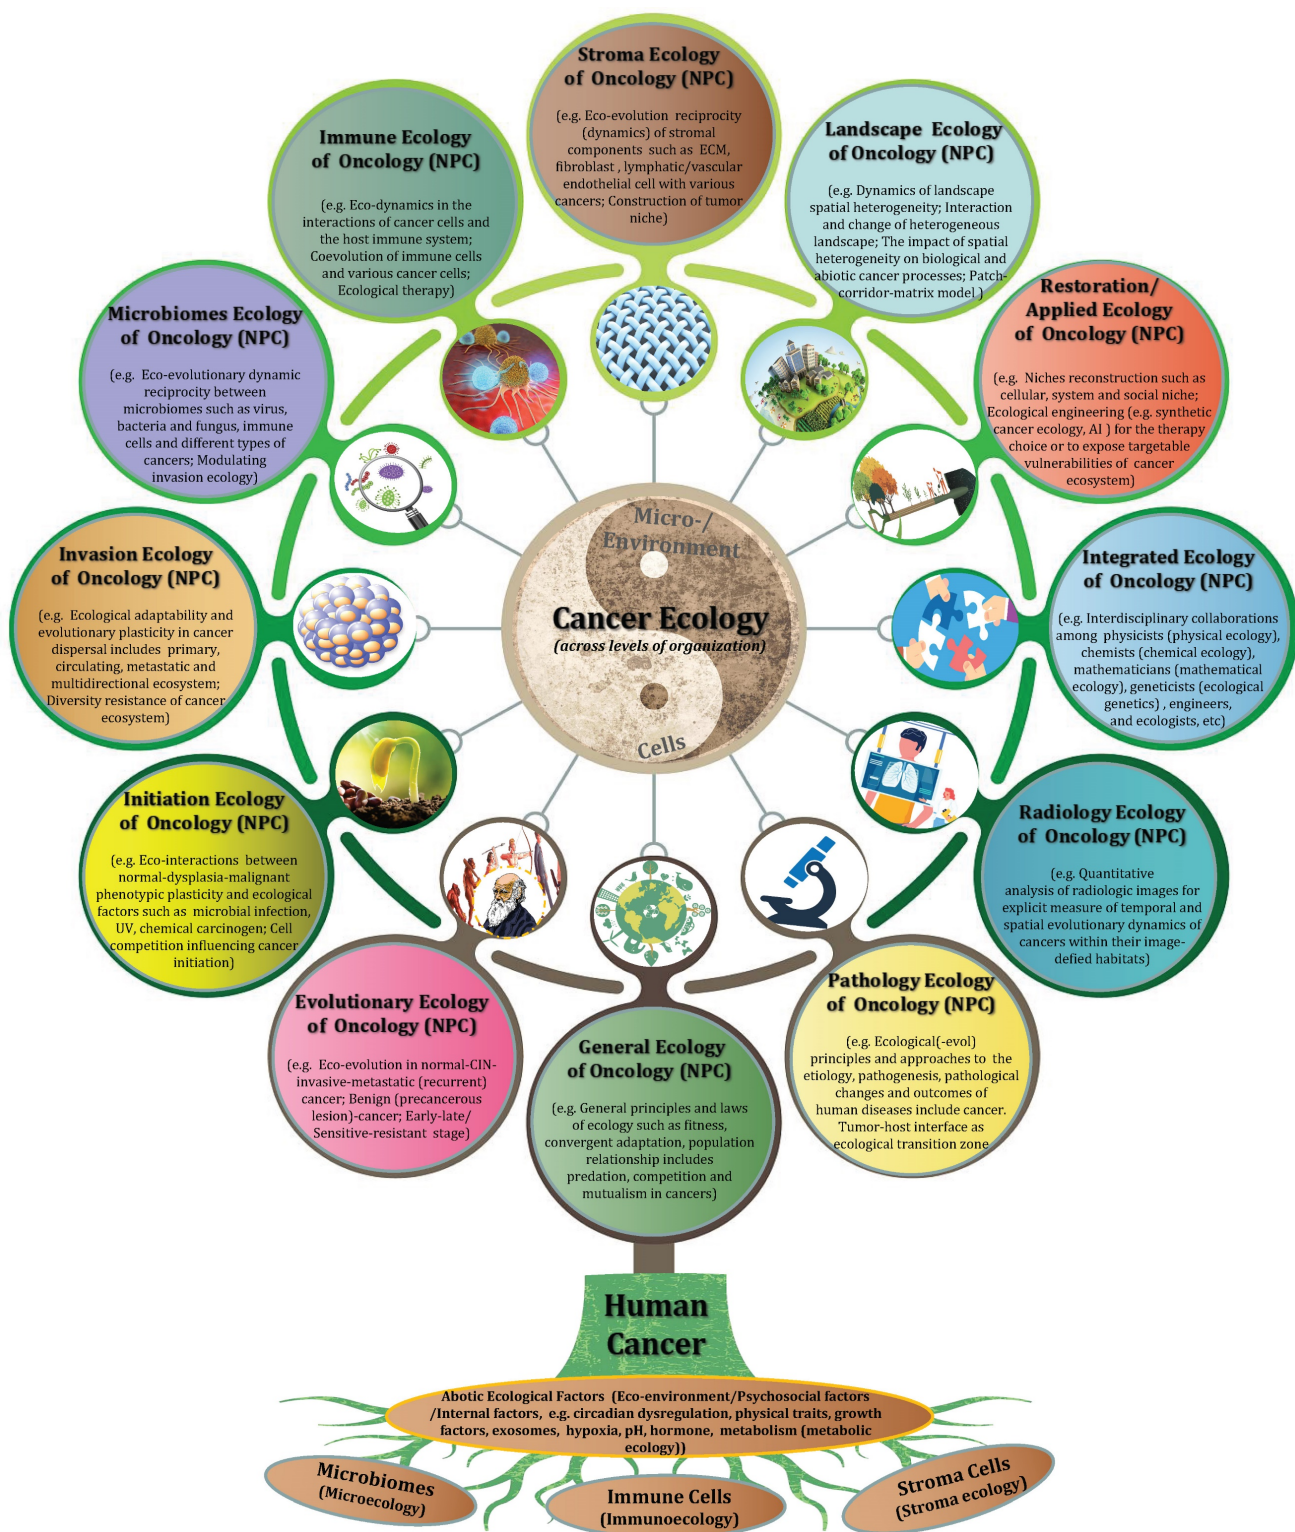 Stroma Ecology
of Oncology (NPC)
(e.g. Eco-evolution reciprocity
(dynamics) of stromal
components such as ECM,
fibroblast , lymphatic/vascular
endothelial cell with various
cancers; Construction of tumor
niche)
Immune Ecology
of Oncology (NPC)
(e.g. Eco-dynamics in the
interactions of cancer cells and
the host immune system;
Coevolution of immune cells
and various cancer cells;
Ecological therapy)
Landscape Ecology
of Oncology (NPC)
(e.g. Dynamics of landscape
spatial heterogeneity; Interaction
and change of heterogeneous
landscape; The impact of spatial
heterogeneity on biological and
abiotic cancer processes; Patch-
corridor-matrix model )
Microbiomes Ecology
of Oncology (NPC)
(e.g. Eco-evolutionary dynamic
reciprocity between
microbiomes such as virus,
bacteria and fungus, immune
cells and different types of
cancers; Modulating
invasion ecology)
Restoration/
Applied Ecology
of Oncology (NPC)
(e.g. Niches reconstruction such as
cellular, system and social niche;
Ecological engineering (e.g. synthetic
cancer ecology, AI ) for the therapy
choice or to expose targetable
vulnerabilities of cancer
ecosystem)
Invasion Ecology
of Oncology (NPC)
(e.g. Ecological adaptability and
evolutionary plasticity in cancer
dispersal includes primary,
circulating, metastatic and
multidirectional ecosystem;
Diversity resistance of cancer
ecosystem)
Micro-/
Environment
Cancer Ecology
(across levels of organization)
Cells
Integrated Ecology
of Oncology (NPC)
(e.g. Interdisciplinary collaborations
among physicists (physical ecology),
chemists (chemical ecology),
mathematicians (mathematical
ecology), geneticists (ecological
genetics) , engineers,
and ecologists, etc)
Initiation Ecology
of Oncology (NPC)
(e.g. Eco-interactions between
normal-dysplasia-malignant
phenotypic plasticity and ecological
factors such as microbial infection,
UV, chemical carcinogen; Cell
competition influencing cancer
initiation)
Radiology Ecology
of Oncology (NPC)
(e.g. Quantitative
analysis of radiologic images for
explicit measure of temporal and
spatial evolutionary dynamics of
cancers within their image-
defied habitats)
Evolutionary Ecology
of Oncology (NPC)
(e.g. Eco-evolution in normal-CIN-
invasive-metastatic (recurrent)
cancer; Benign (precancerous
lesion)-cancer; Early-late/
Sensitive-resistant stage)
General Ecology
of Oncology (NPC)
(e.g. General principles and laws
of ecology such as fitness,
convergent adaptation, population
relationship includes
predation, competition and
mutualism in cancers)
Pathology Ecology
of Oncology (NPC)
(e.g. Ecological(-evol)
principles and approaches to the
etiology, pathogenesis, pathological
changes and outcomes of
human diseases include cancer.
Tumor-host interface as
ecological transition zone
Human
Cancer
Abotic Ecological Factors (Eco-environment/Psychosocial factors
/Internal factors, e.g. circadian dysregulation, physical traits, growth
factors, exosomes, hypoxia, pH, hormone, metabolism (metabolic
ecology))
Microbiomes
(Microecology)
Immune Cells
(Immunoecology)
Stroma Cells
(Stroma ecology)